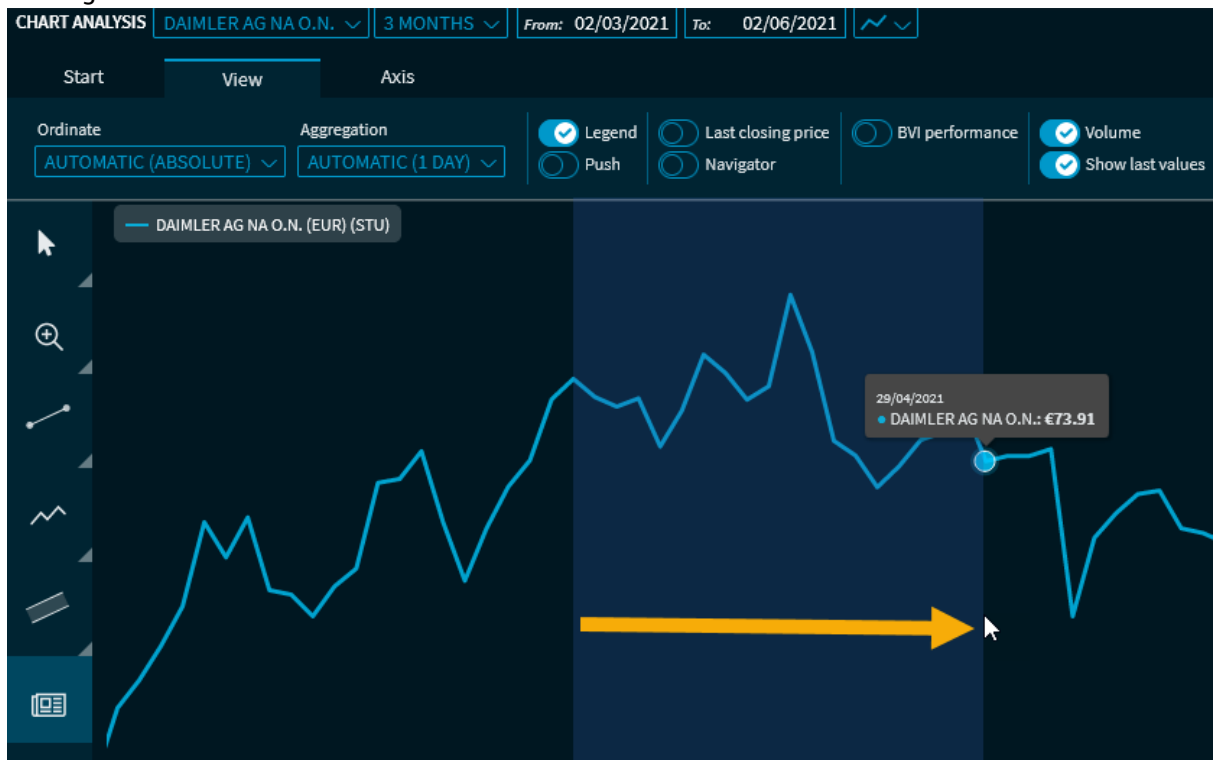 CHART ANALYSIS DAIMLER AG NA O.N. 3 MONTHS From: 02/03/2021 To: 02/06/2021
Start View Axis
Ordinate Aggregation
AUTOMATIC (ABSOLUTE) AUTOMATIC (1 DAY)
Legend Last closing price BVI performance Volume
Push Navigator Show last values
DAIMLER AG NA O.N. (EUR) (STU)
29/04/2021
DAIMLER AG NA O.N.: €73.91